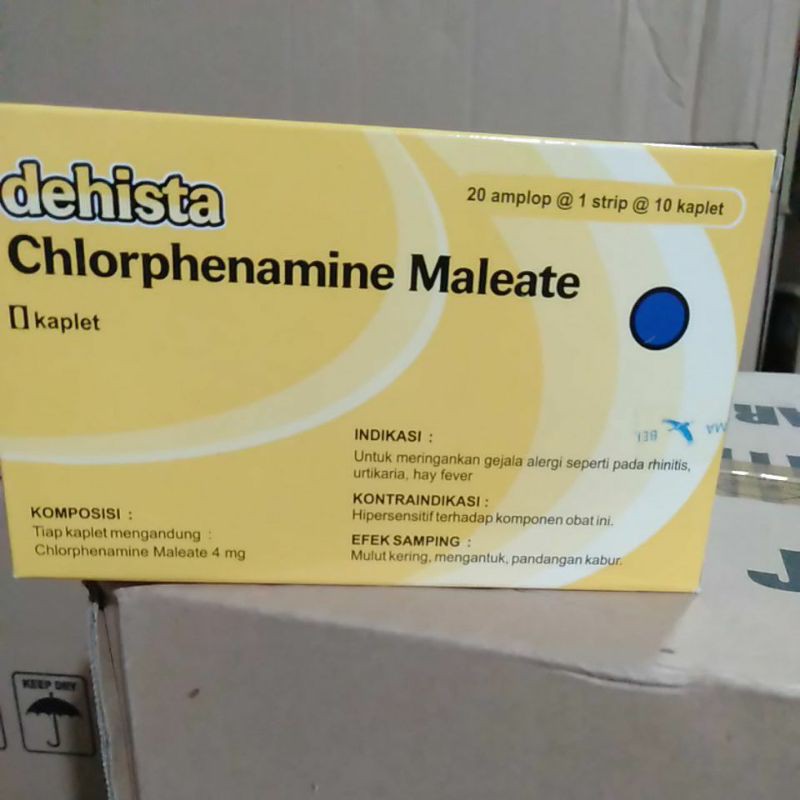 dehista
20 amplop @ 1 strip @ 10 kaplet
Chlorphenamine Maleate
kaplet
INDIKASI :
Untuk meringankan gejala alergi seperti pada rhinitis,
urtikaria, hay fever
KONTRAINDIKASI :
Hipersensitif terhadap komponen obat ini.
EFEK SAMPING :
Mulut kering, mengantuk, pandangan kabur.
KOMPOSISI :
Tiap kaplet mengandung :
Chlorphenamine Maleate 4 mg
KEEP DRY